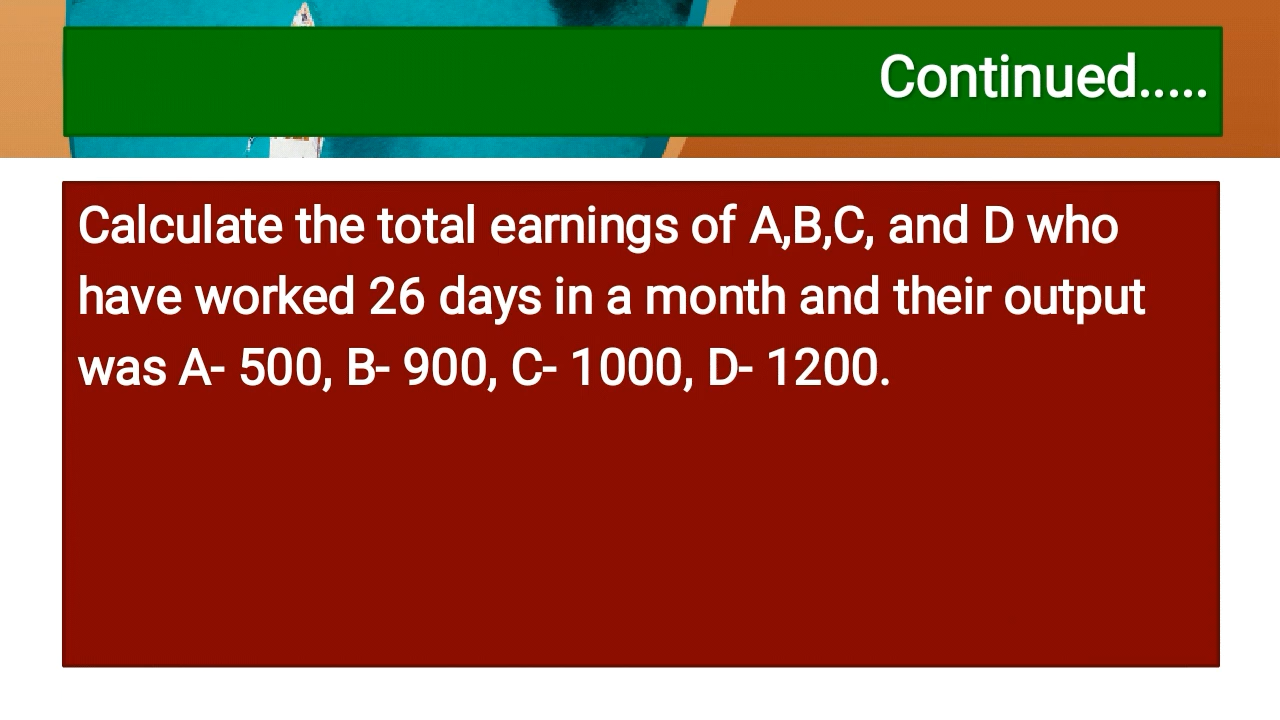 Continued.....
Calculate the total earnings of A,B,C, and D who
have worked 26 days in a month and their output
was A- 500, B- 900, C- 1000, D- 1200.